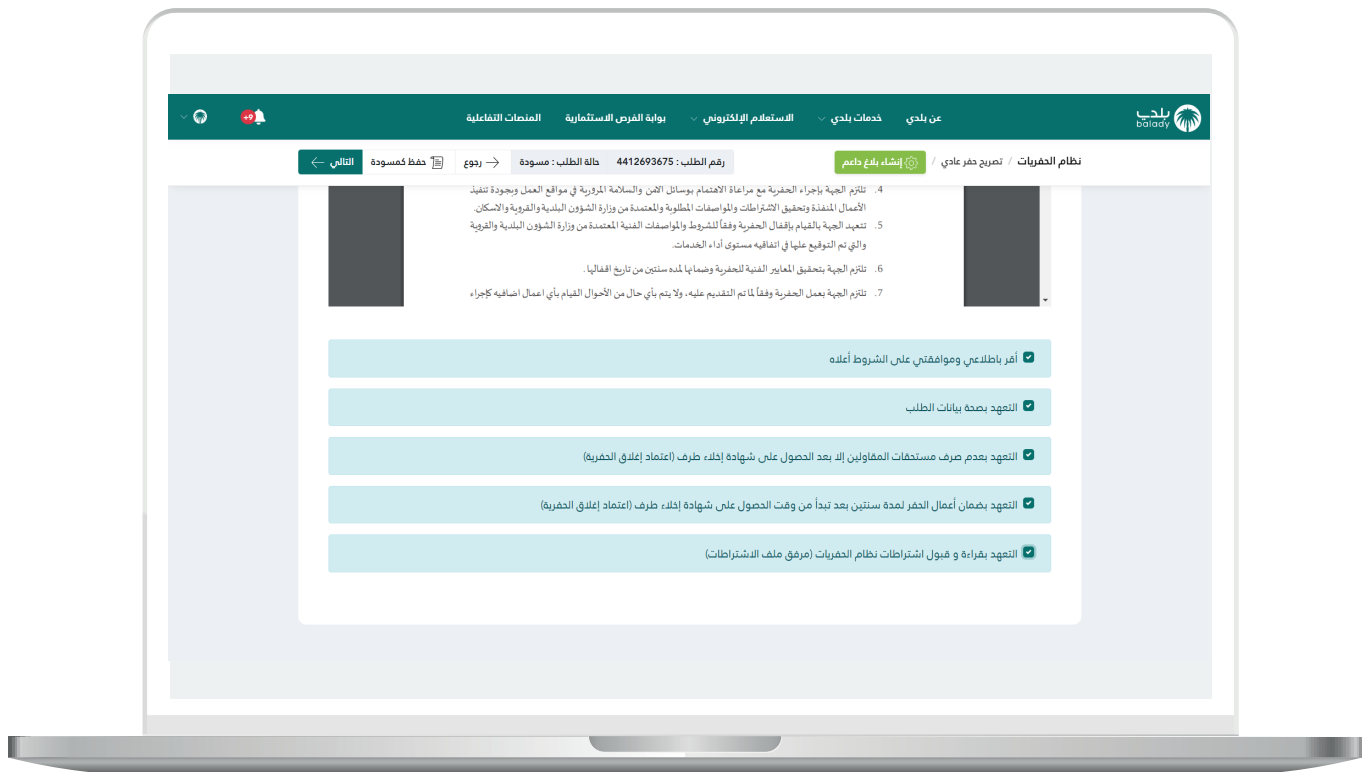 بلدي
balady
عن بلدي
خدمات بلدي
الاستعلام الإلكتروني
بوابة الفرص الاستثمارية
المنصات التفاعلية
+9
نظام الحفريات / تصريح حفر عادي /
إنشاء بلاغ داعم
رقم الطلب : 4412693675 حالة الطلب : مسودة
رجوع
حفظ كمسودة
التالي
4. تلتزم الجهة بإجراء الحفرية مع مراعاة الاهتمام بوسائل الأمن والسلامة المرورية في مواقع العمل وبجودة تنفيذ
الأعمال المنفذة وتحقيق الاشتراطات والمواصفات المطلوبة والمعتمدة من وزارة الشؤون البلدية والقروية والاسكان.
5. تتعهد الجهة بالقيام بإقفال الحفرية وفقاً للشروط والمواصفات الفنية المعتمدة من وزارة الشؤون البلدية والقروية
والتي تم التوقيع عليها في اتفاقيه مستوى أداء الخدمات.
6. تلتزم الجهة بتحقيق المعايير الفنية للحفرية وضمانها لمده سنتين من تاريخ اقفالها .
7. تلتزم الجهة بعمل الحفرية وفقاً لما تم التقديم عليه، ولا يتم بأي حال من الأحوال القيام بأي اعمال اضافيه كإجراء
أقر باطلاعي وموافقتي على الشروط أعلاه
التعهد بصحة بيانات الطلب
التعهد بعدم صرف مستحقات المقاولين إلا بعد الحصول على شهادة إخلاء طرف (اعتماد إغلاق الحفرية)
التعهد بضمان أعمال الحفر لمدة سنتين بعد تبدأ من وقت الحصول على شهادة إخلاء طرف (اعتماد إغلاق الحفرية)
التعهد بقراءة و قبول اشتراطات نظام الحفريات (مرفق ملف الاشتراطات)